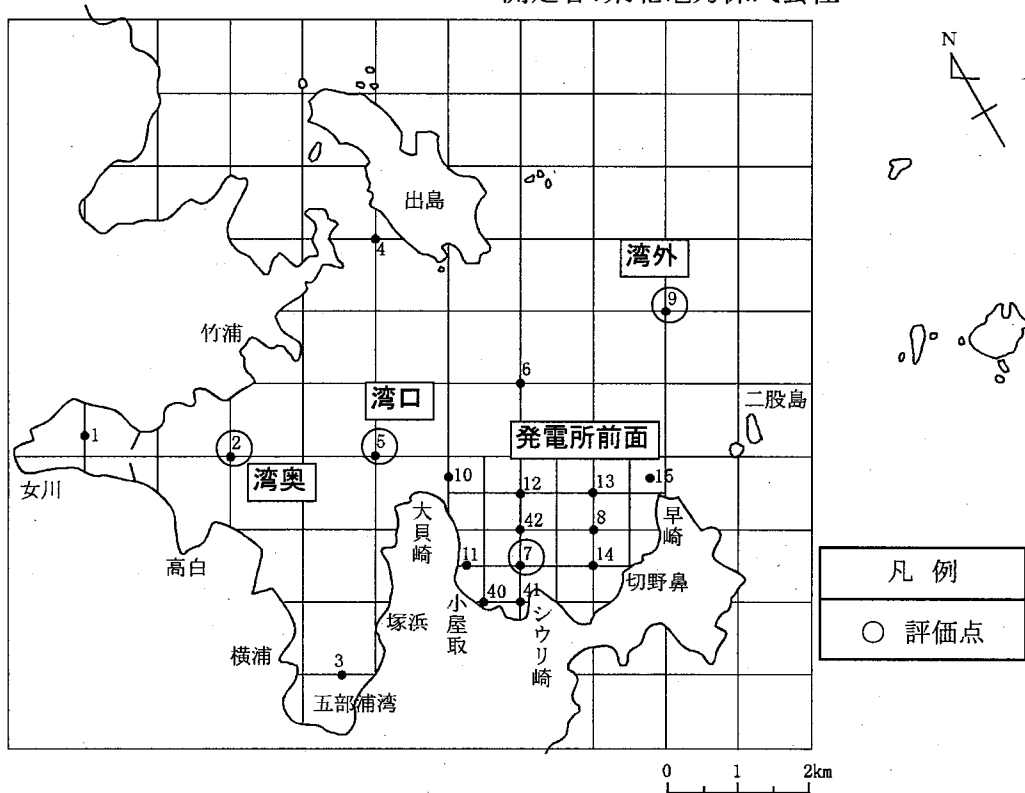 N
出島
4
湾外
9
竹浦
6
湾口
二股島
1
2
5
発電所前面
女川
湾奥
10
12
13
15
大貝崎
42
8
早崎
高白
11
7
14
切野鼻
凡例
40
41
小屋取
シウリ崎
塚浜
○ 評価点
横浦
3
五部浦湾
0 1 2km